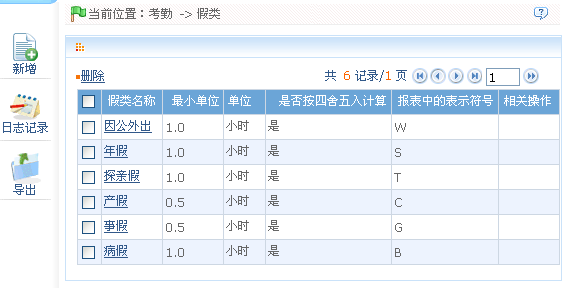 当前位置：考勤 -> 假类
新增
日志记录
导出
删除
共 6 记录/1 页
1
假类名称 最小单位 单位 是否按四舍五入计算 报表中的表示符号 相关操作
因公外出 1.0 小时 是 W
年假 1.0 小时 是 S
探亲假 1.0 小时 是 T
产假 0.5 小时 是 C
事假 0.5 小时 是 G
病假 1.0 小时 是 B